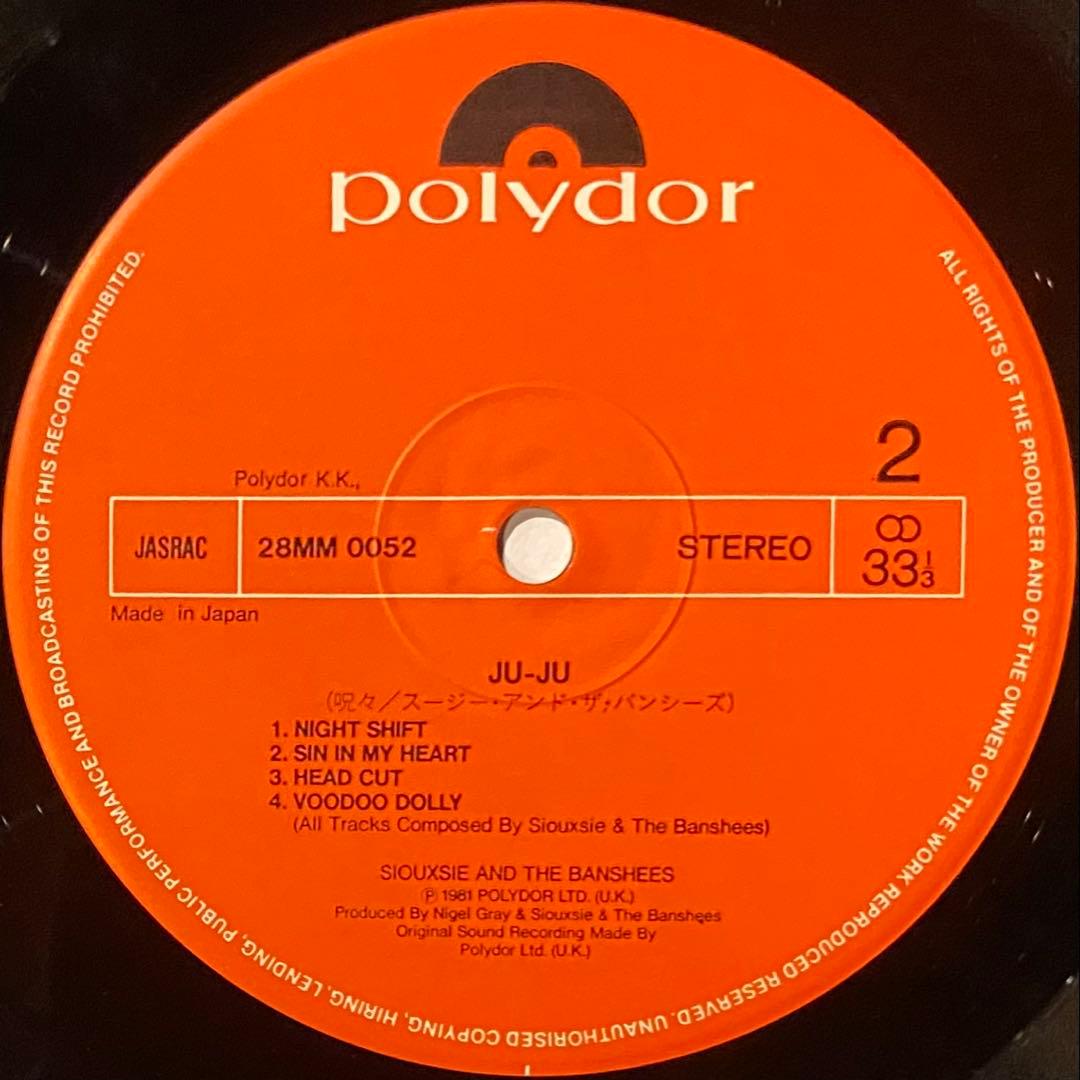 polydor
2
Polydor K.K.,
JASRAC 28MM 0052 STEREO 33 1/3
Made in Japan
JU-JU
(呪々/スージー・アンド・ザ・バンシーズ)
1. NIGHT SHIFT
2. SIN IN MY HEART
3. HEAD CUT
4. VOODOO DOLLY
(All Tracks Composed By Siouxsie & The Banshees)
SIOUXSIE AND THE BANSHEES
℗ 1981 POLYDOR LTD. (U.K.)
Produced By Nigel Gray & Siouxsie & The Banshees
Original Sound Recording Made By
Polydor Ltd. (U.K.)
ALL RIGHTS OF THE PRODUCER AND OF THE OWNER OF THE WORK REPRODUCED RESERVED. UNAUTHORISED COPYING, HIRING, LENDING, PUBLIC PERFORMANCE AND BROADCASTING OF THIS RECORD PROHIBITED.